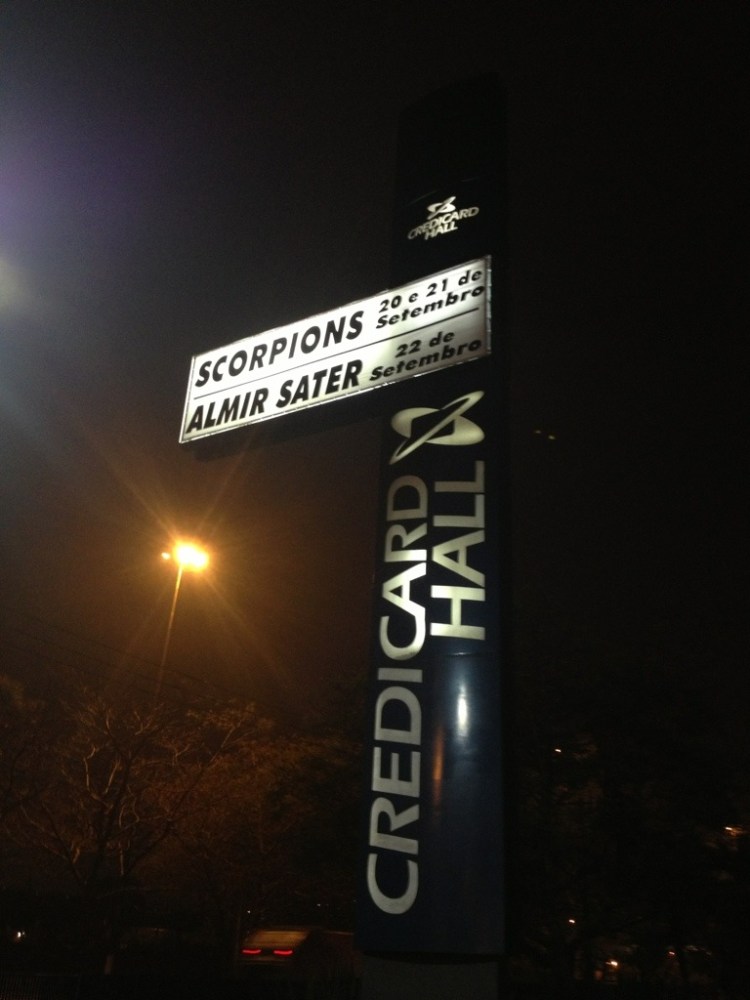 CREDICARD
HALL
SCORPIONS 20 e 21 de
Setembro
ALMIR SATER 22 de
Setembro
CREDICARD
HALL